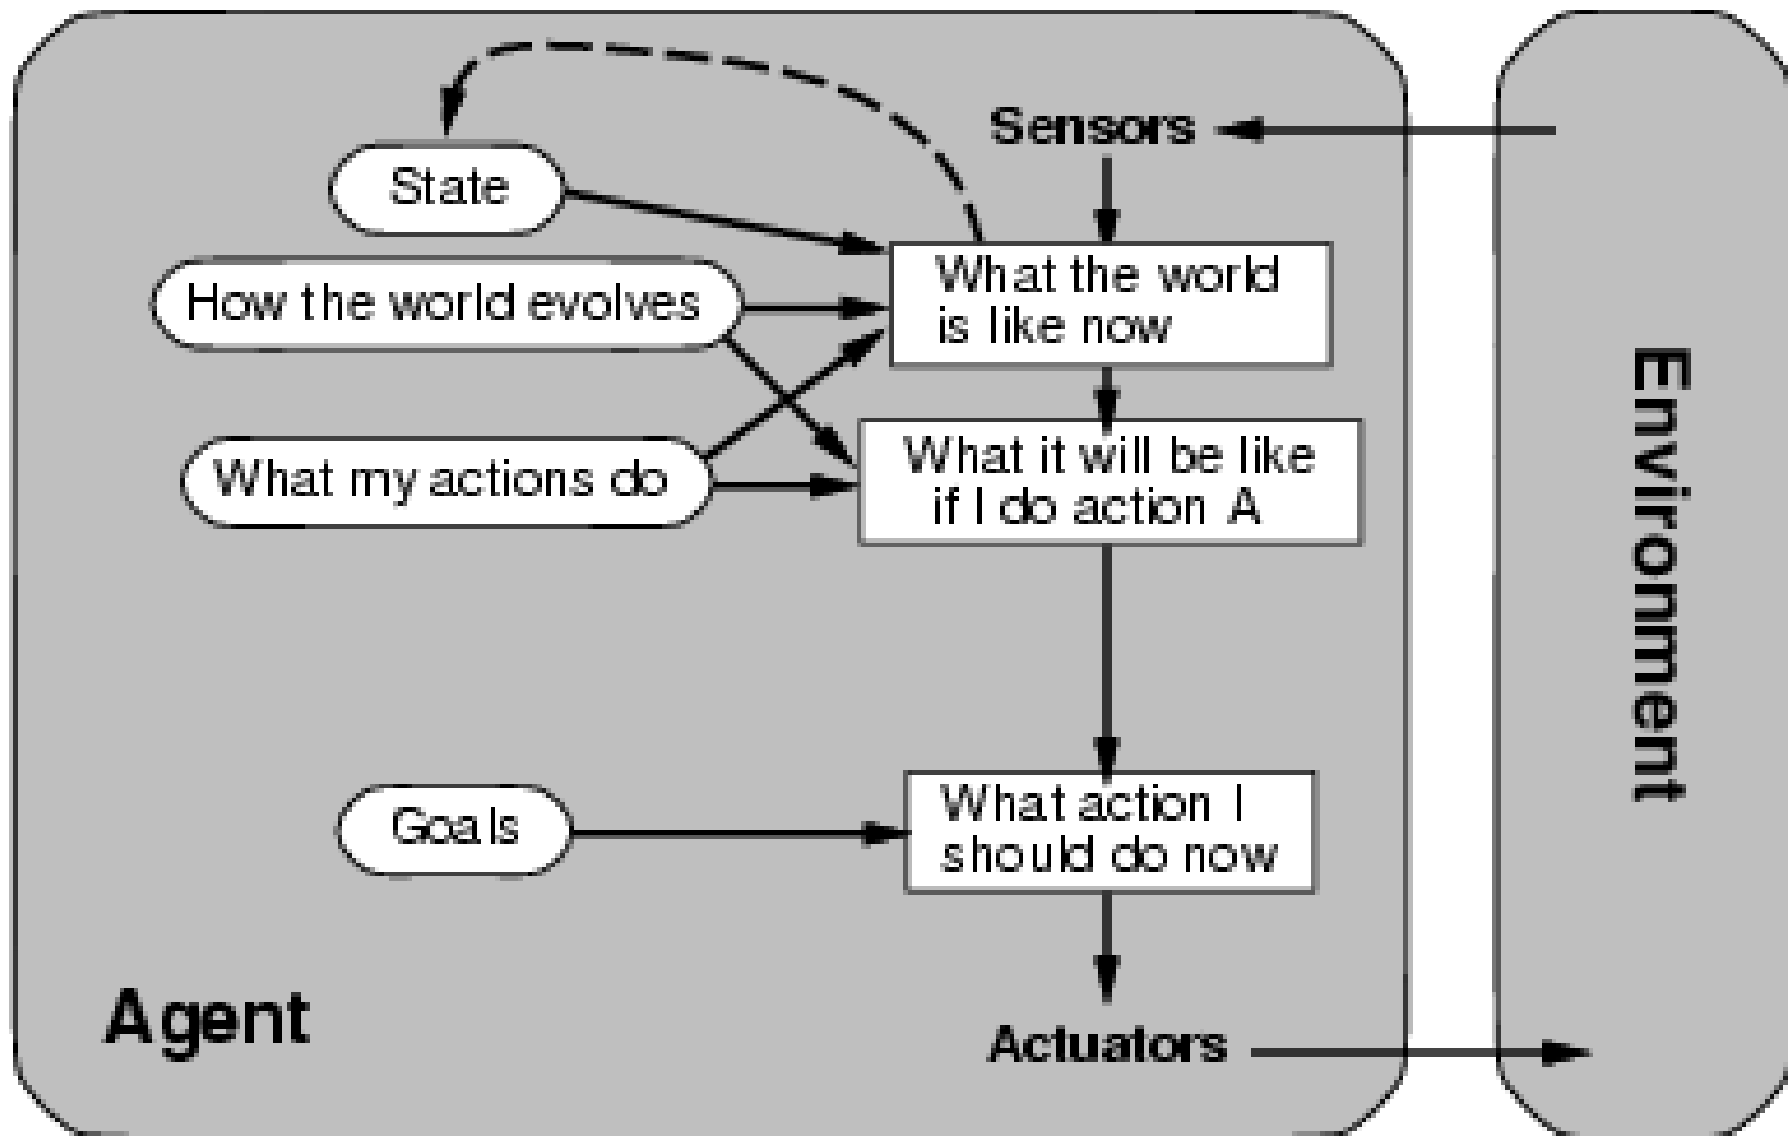 Sensors
State
What the world
is like now
How the world evolves
What it will be like
if I do action A
What my actions do
Environment
Goals
What action I
should do now
Agent
Actuators